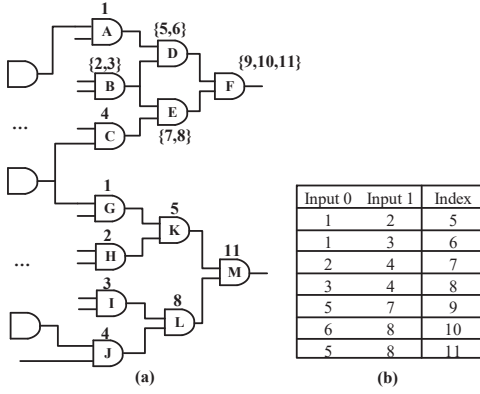 1
A
{5,6}
D
{9,10,11}
{2,3}
B
F
4
E
...
C
{7,8}
1
G
5
K
2
H
11
...
M
3
I
8
L
4
J
(a)
Input 0 Input 1 Index
1 2 5
1 3 6
2 4 7
3 4 8
5 7 9
6 8 10
5 8 11
(b)